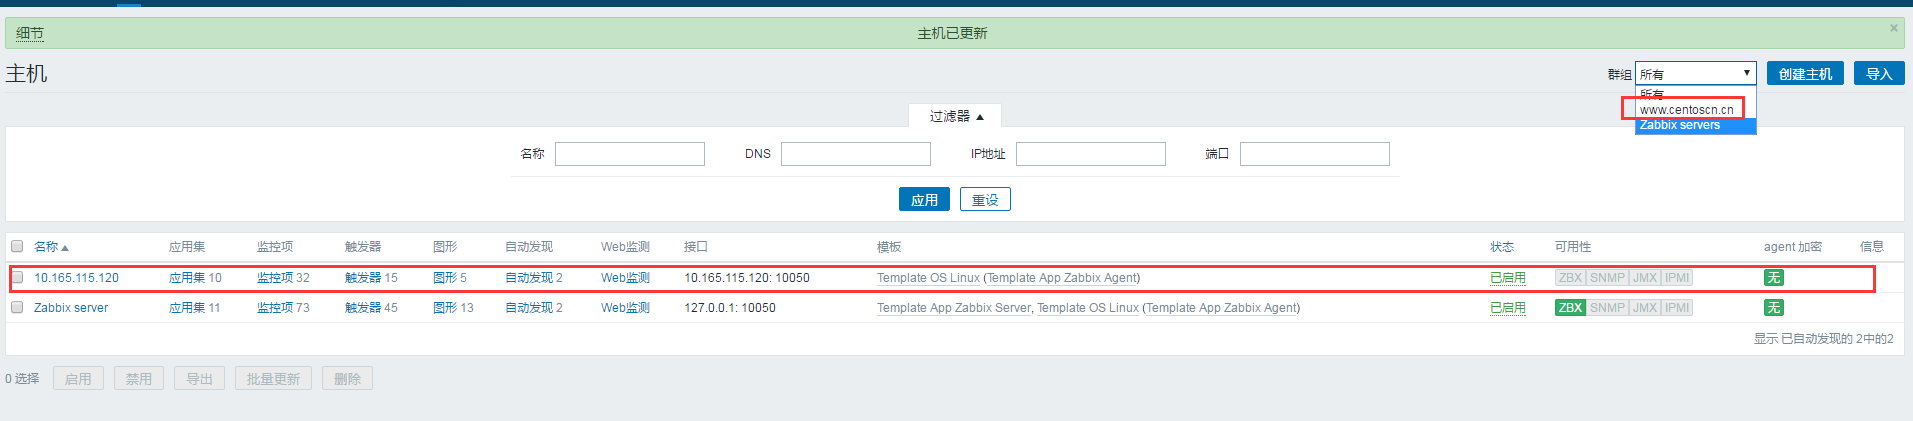 细节 主机已更新 ×
主机 群组 所有 创建主机 导入
所有
www.centoscn.cn
Zabbix servers
过滤器
名称 DNS IP地址 端口
应用 重设
名称 应用集 监控项 触发器 图形 自动发现 Web监测 接口 模板 状态 可用性 agent 加密 信息
10.165.115.120 应用集 10 监控项 32 触发器 15 图形 5 自动发现 2 Web监测 10.165.115.120: 10050 Template OS Linux (Template App Zabbix Agent) 已启用 ZBX SNMP JMX IPMI 无
Zabbix server 应用集 11 监控项 73 触发器 45 图形 13 自动发现 2 Web监测 127.0.0.1: 10050 Template App Zabbix Server, Template OS Linux (Template App Zabbix Agent) 已启用 ZBX SNMP JMX IPMI 无
显示 已自动发现的 2中的2
0 选择 启用 禁用 导出 批量更新 删除